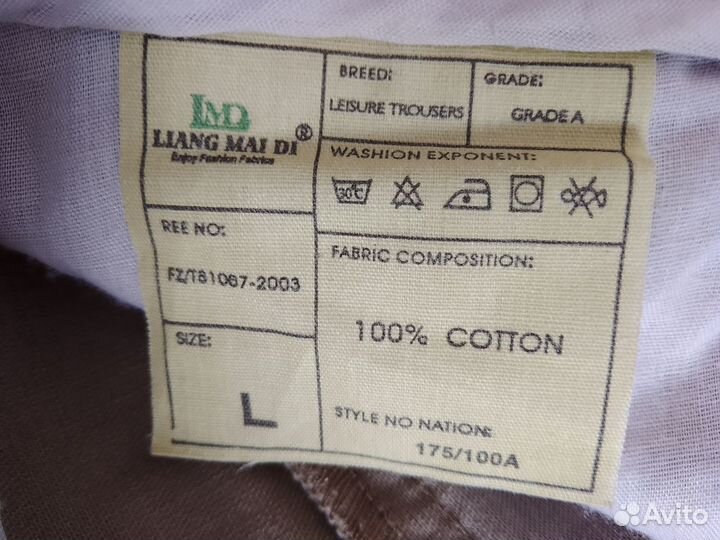 LMD
LIANG MAI DI®
Enjoy Fashion Fabrics
BREED:
LEISURE TROUSERS
GRADE:
GRADE A
WASHION EXPONENT:
30°C
REE NO:
FZ/T81067-2003
FABRIC COMPOSITION:
100% COTTON
SIZE:
L
STYLE NO NATION:
175/100A
Avito